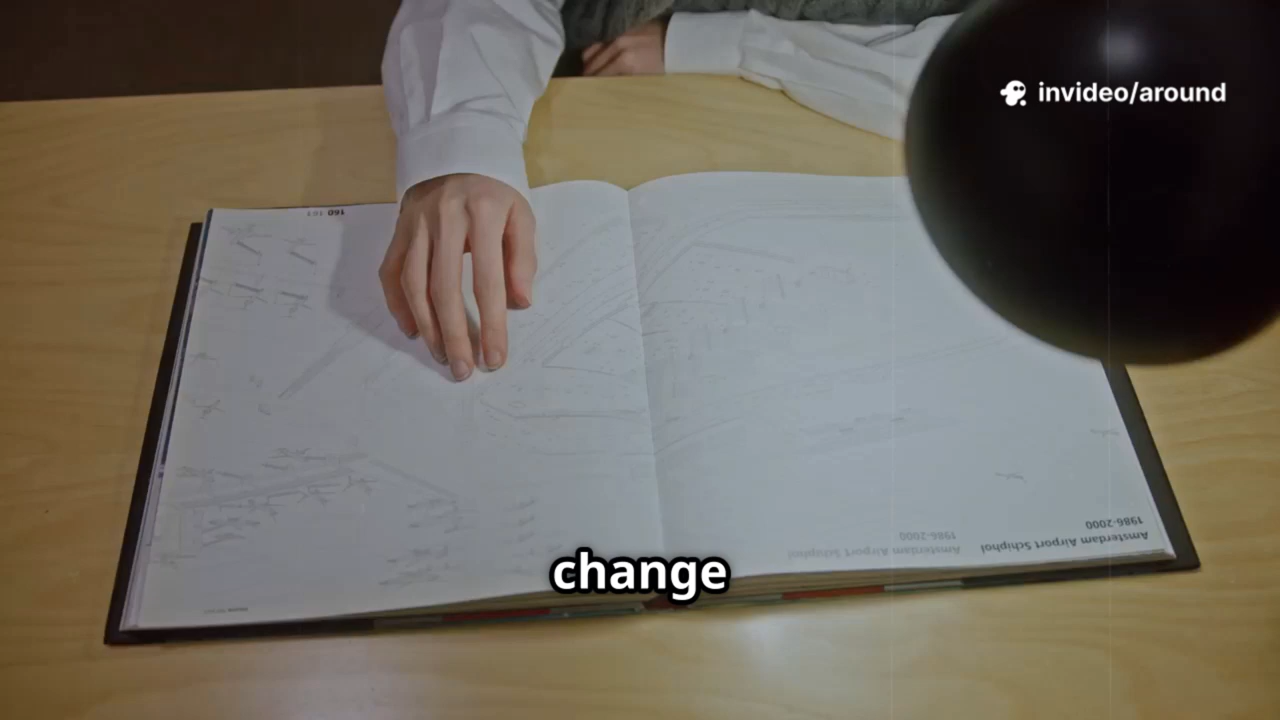 invideo/around
160 161
1986-2000
Amsterdam Airport Schiphol
1986-2000
Amsterdam Airport Schiphol
change